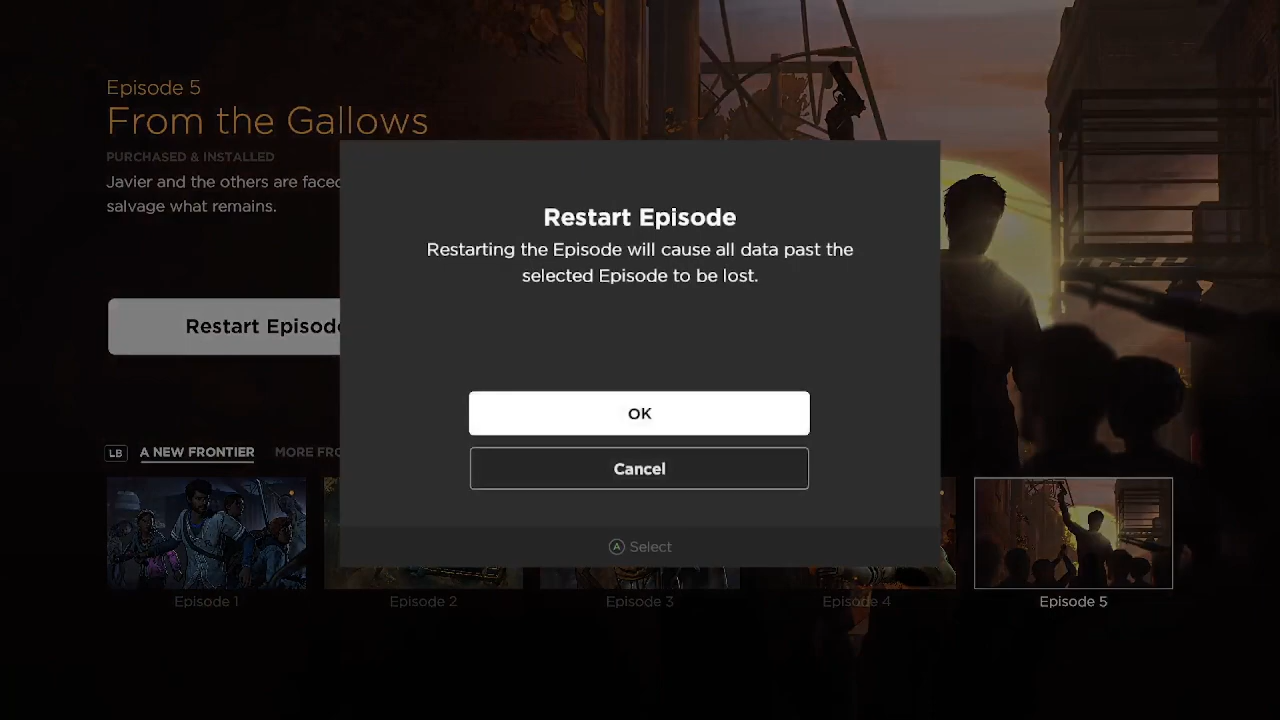 Episode 5
From the Gallows
PURCHASED & INSTALLED
Javier and the others are faced
salvage what remains.
Restart Episode
Restart Episode
Restarting the Episode will cause all data past the
selected Episode to be lost.
OK
Cancel
A Select
LB A NEW FRONTIER MORE FRO
Episode 1 Episode 2 Episode 3 Episode 4 Episode 5